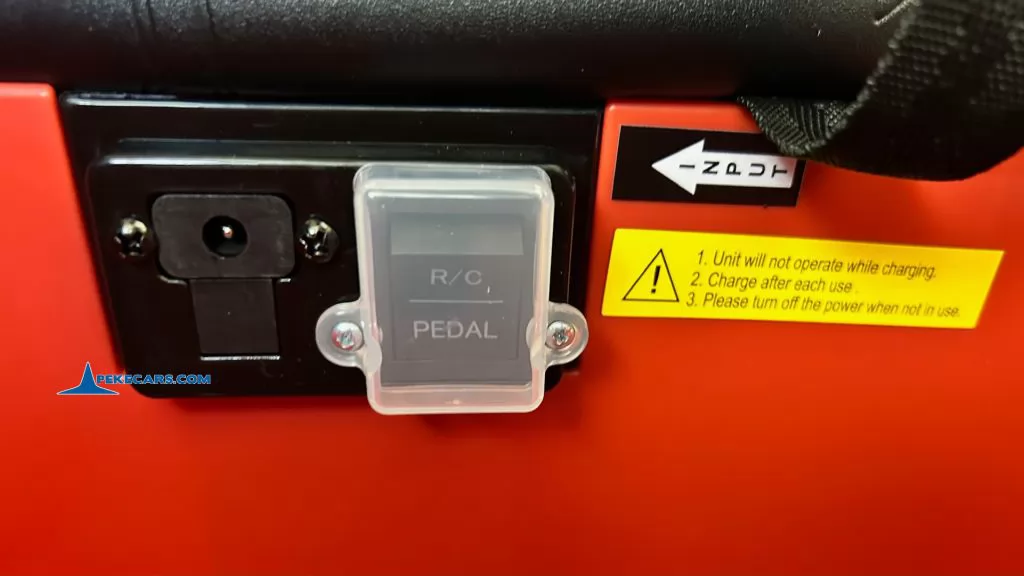 R/C
PEDAL
INPUT
1. Unit will not operate while charging.
2. Charge after each use .
3. Please turn off the power when not in use.
PEKECARS.COM